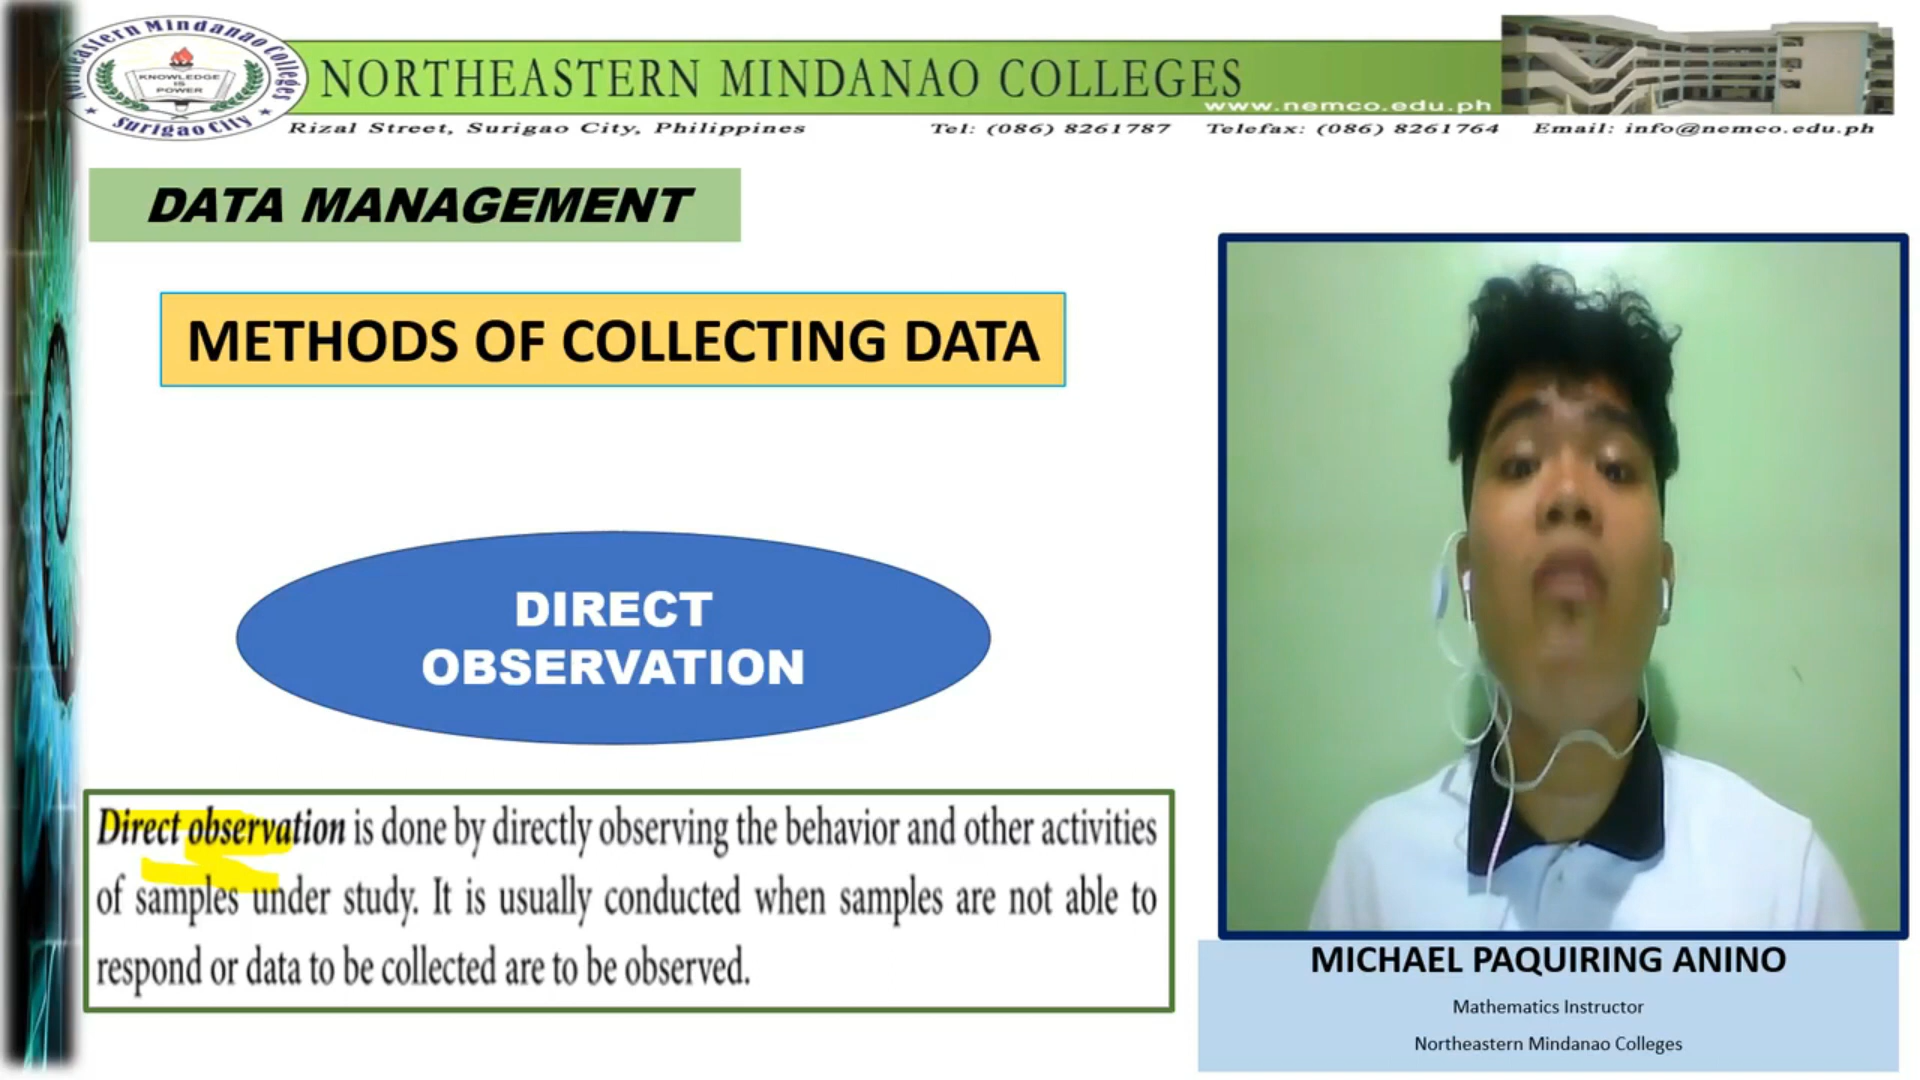 Northeastern Mindanao Colleges
KNOWLEDGE
IS
POWER
Surigao City
NORTHEASTERN MINDANAO COLLEGES
www.nemco.edu.ph
Rizal Street, Surigao City, Philippines Tel: (086) 8261787 Telefax: (086) 8261764 Email: info@nemco.edu.ph
DATA MANAGEMENT
METHODS OF COLLECTING DATA
DIRECT
OBSERVATION
Direct observation is done by directly observing the behavior and other activities
of samples under study. It is usually conducted when samples are not able to
respond or data to be collected are to be observed.
MICHAEL PAQUIRING ANINO
Mathematics Instructor
Northeastern Mindanao Colleges